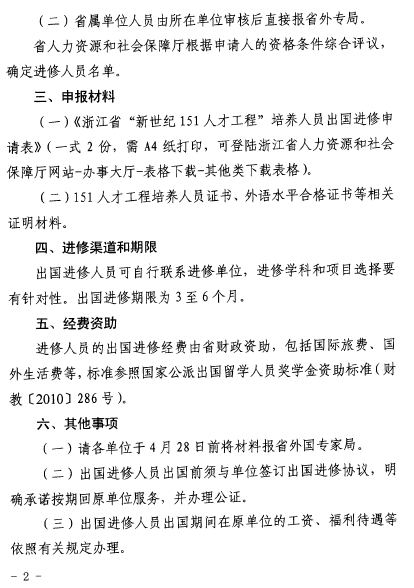 （二）省属单位人员由所在单位审核后直接报省外专局。
省人力资源和社会保障厅根据申请人的资格条件综合评议，
确定进修人员名单。
三、申报材料
（一）《浙江省“新世纪151人才工程”培养人员出国进修申
请表》（一式 2 份，需 A4 纸打印，可登陆浙江省人力资源和社会
保障厅网站-办事大厅-表格下载-其他类下载表格）。
（二）151 人才工程培养人员证书、外语水平合格证书等相关
证明材料。
四、进修渠道和期限
出国进修人员可自行联系进修单位，进修学科和项目选择要
有针对性。出国进修期限为 3 至 6 个月。
五、经费资助
进修人员的出国进修经费由省财政资助，包括国际旅费、国
外生活费等，标准参照国家公派出国留学人员奖学金资助标准（财
教〔2010〕286 号）。
六、其他事项
（一）请各单位于 4 月 28 日前将材料报省外国专家局。
（二）出国进修人员出国前须与单位签订出国进修协议，明
确承诺按期回原单位服务，并办理公证。
（三）出国进修人员出国期间在原单位的工资、福利待遇等
依照有关规定办理。
- 2 -